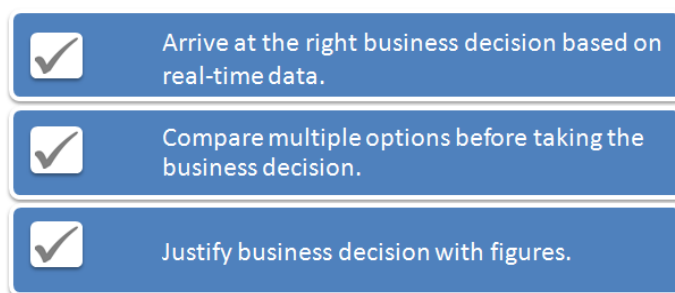 Arrive at the right business decision based on
real-time data.
Compare multiple options before taking the
business decision.
Justify business decision with figures.